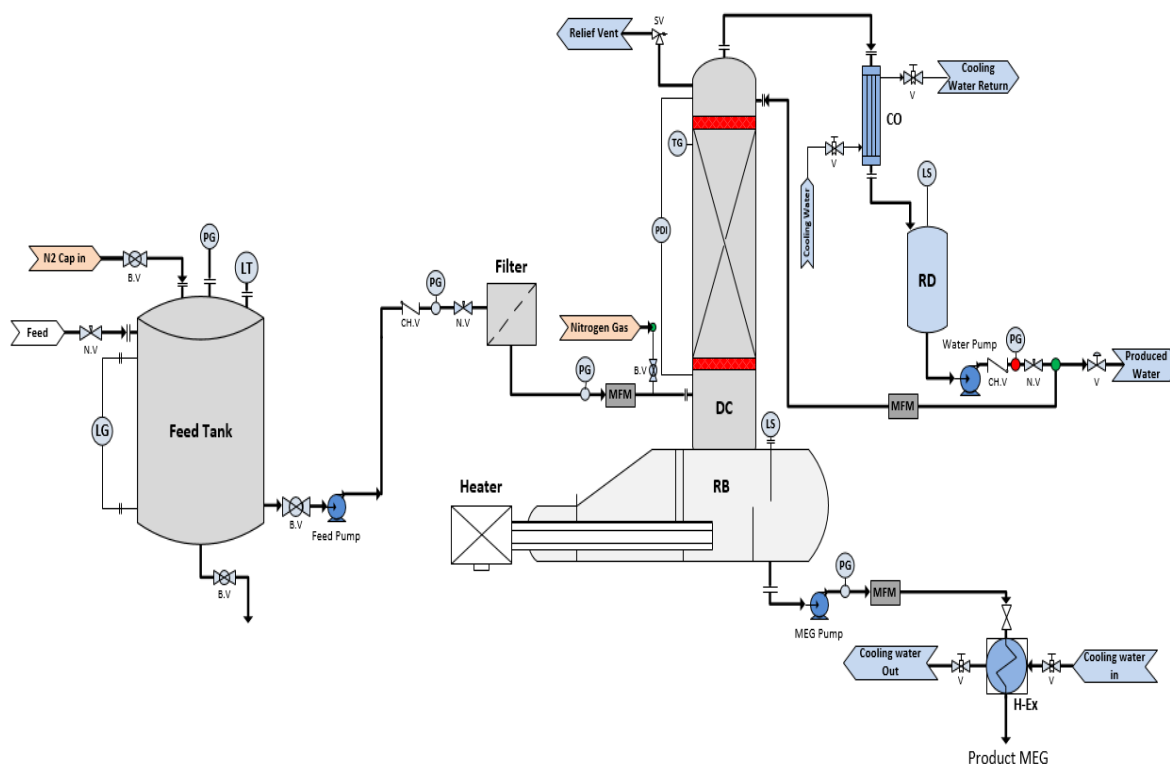 Relief Vent
SV
Cooling
Water Return
V
CO
V
Cooling Water
TG
LS
PDI
RD
N2 Cap in
B.V
PG
LT
Feed
N.V
LG
Feed Tank
B.V
B.V
Feed Pump
CH.V
PG
N.V
Filter
Nitrogen Gas
B.V
PG
MFM
DC
Water Pump
PG
CH.V
N.V
V
Produced
Water
MFM
LS
RB
Heater
PG
MFM
MEG Pump
Cooling water
Out
V
V
Cooling water
in
H-Ex
Product MEG